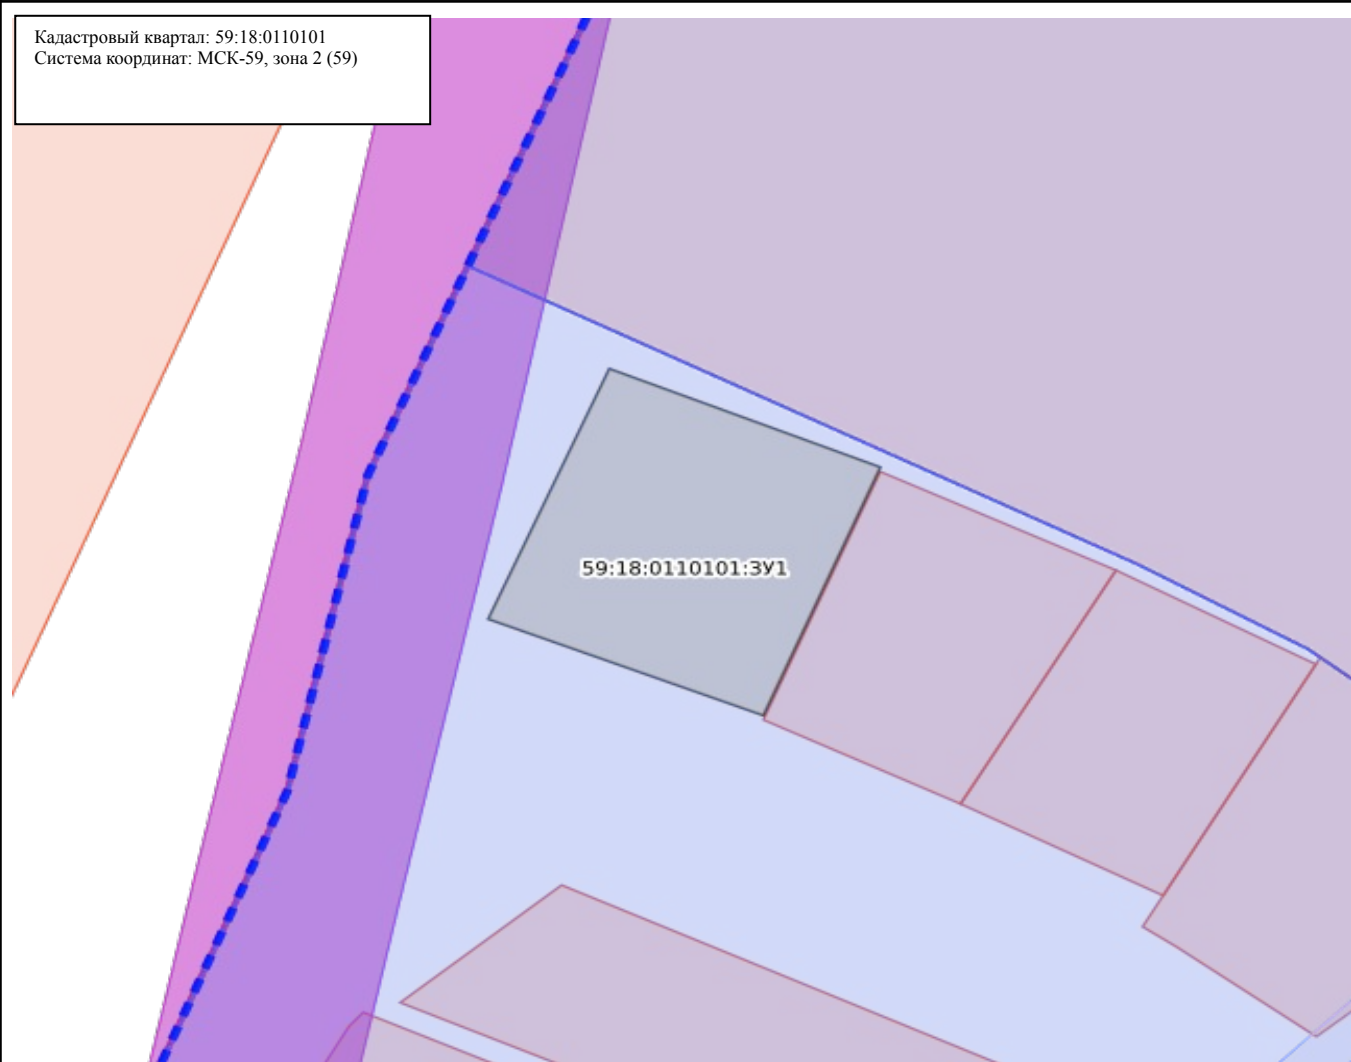 Кадастровый квартал: 59:18:0110101
Система координат: МСК-59, зона 2 (59)
59:18:0110101:ЗУ1